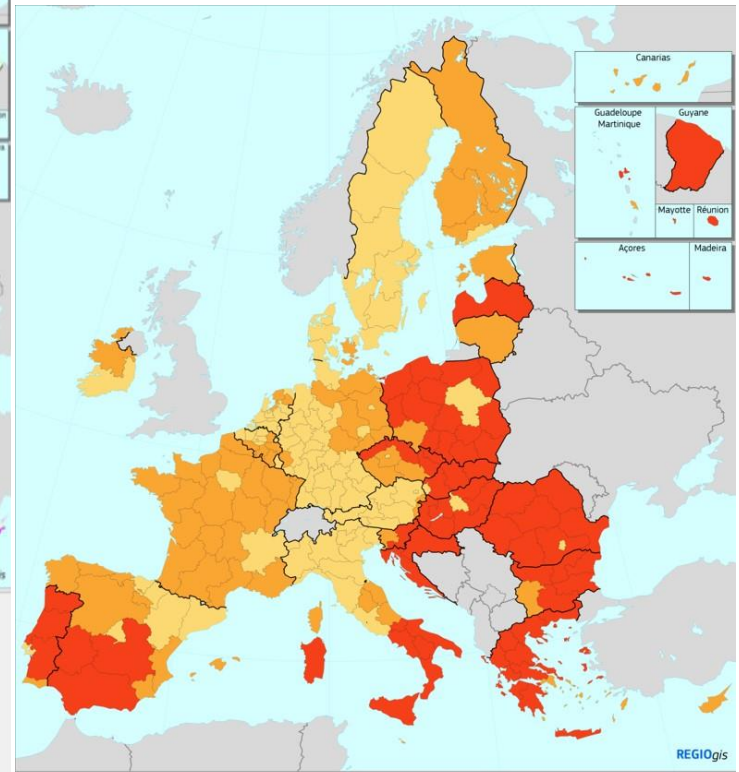 Canarias
Guadeloupe
Martinique
Guyane
Mayotte
Réunion
Açores
Madeira
REGIOgis